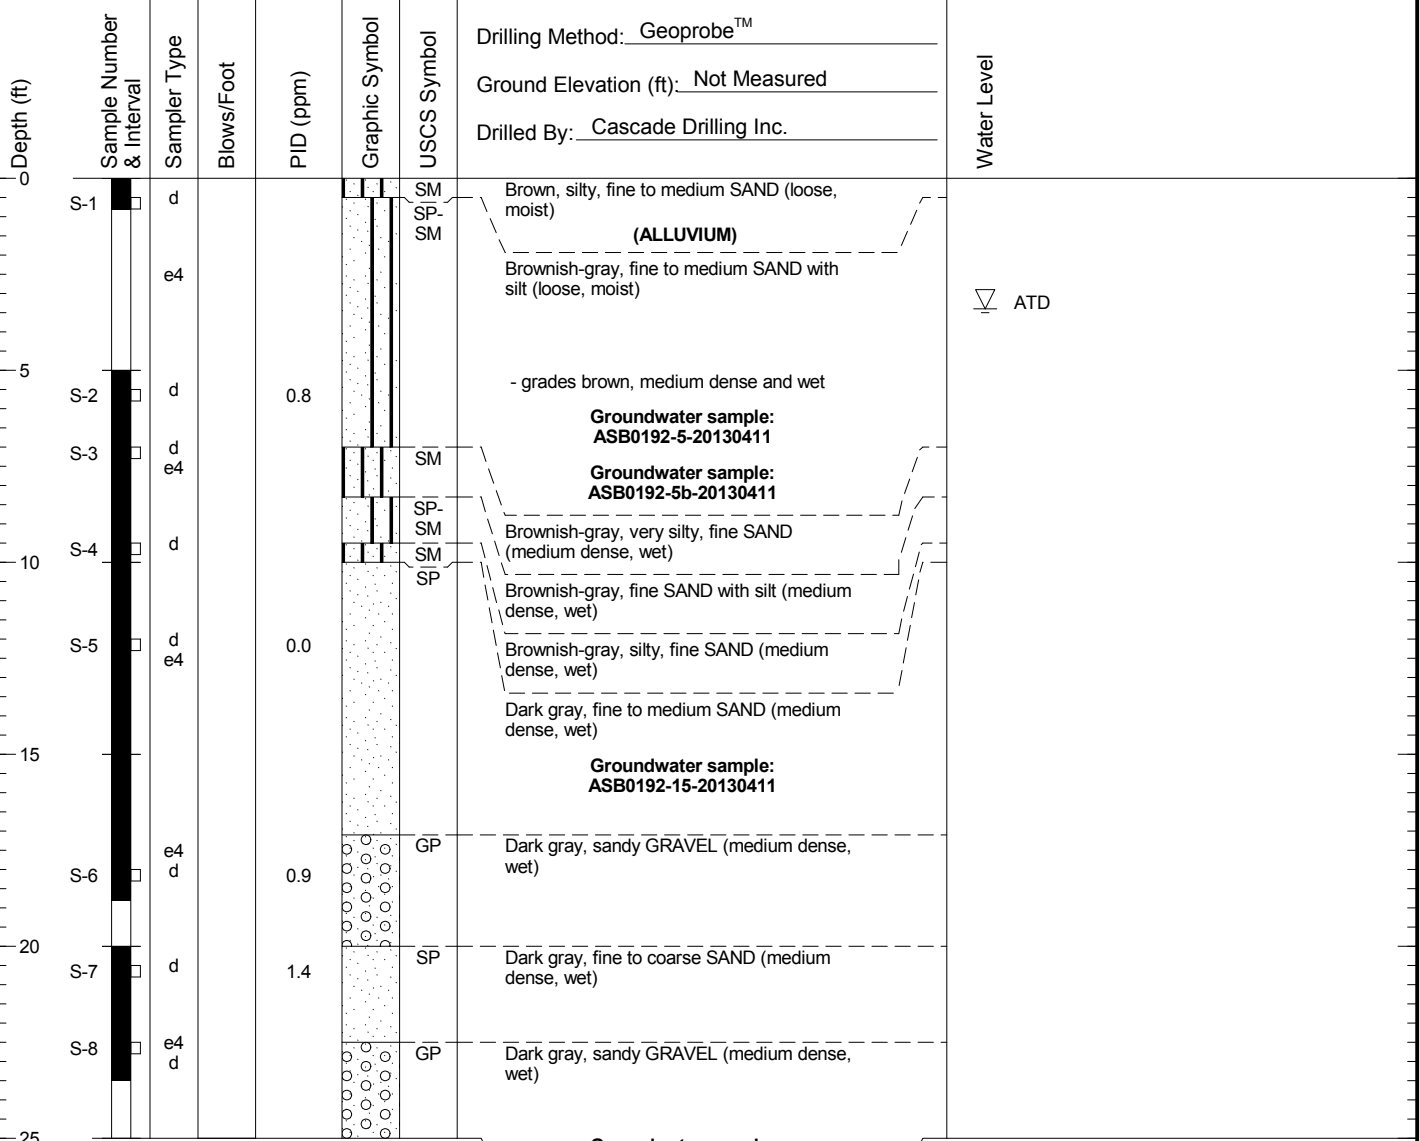 Depth (ft)
Sample Number
& Interval
Sampler Type
Blows/Foot
PID (ppm)
Graphic Symbol
USCS Symbol
Drilling Method: Geoprobe™
Ground Elevation (ft): Not Measured
Drilled By: Cascade Drilling Inc.
Water Level
0
S-1
d
SM
Brown, silty, fine to medium SAND (loose,
moist)
SP-
SM
(ALLUVIUM)
e4
Brownish-gray, fine to medium SAND with
silt (loose, moist)
ATD
5
S-2
d
0.8
- grades brown, medium dense and wet
Groundwater sample:
ASB0192-5-20130411
S-3
d
e4
SM
Groundwater sample:
ASB0192-5b-20130411
SP-
SM
Brownish-gray, very silty, fine SAND
(medium dense, wet)
S-4
d
SM
10
SP
Brownish-gray, fine SAND with silt (medium
dense, wet)
S-5
d
e4
0.0
Brownish-gray, silty, fine SAND (medium
dense, wet)
Dark gray, fine to medium SAND (medium
dense, wet)
15
Groundwater sample:
ASB0192-15-20130411
e4
GP
Dark gray, sandy GRAVEL (medium dense,
wet)
S-6
d
0.9
20
SP
Dark gray, fine to coarse SAND (medium
dense, wet)
S-7
d
1.4
S-8
e4
d
GP
Dark gray, sandy GRAVEL (medium dense,
wet)
25